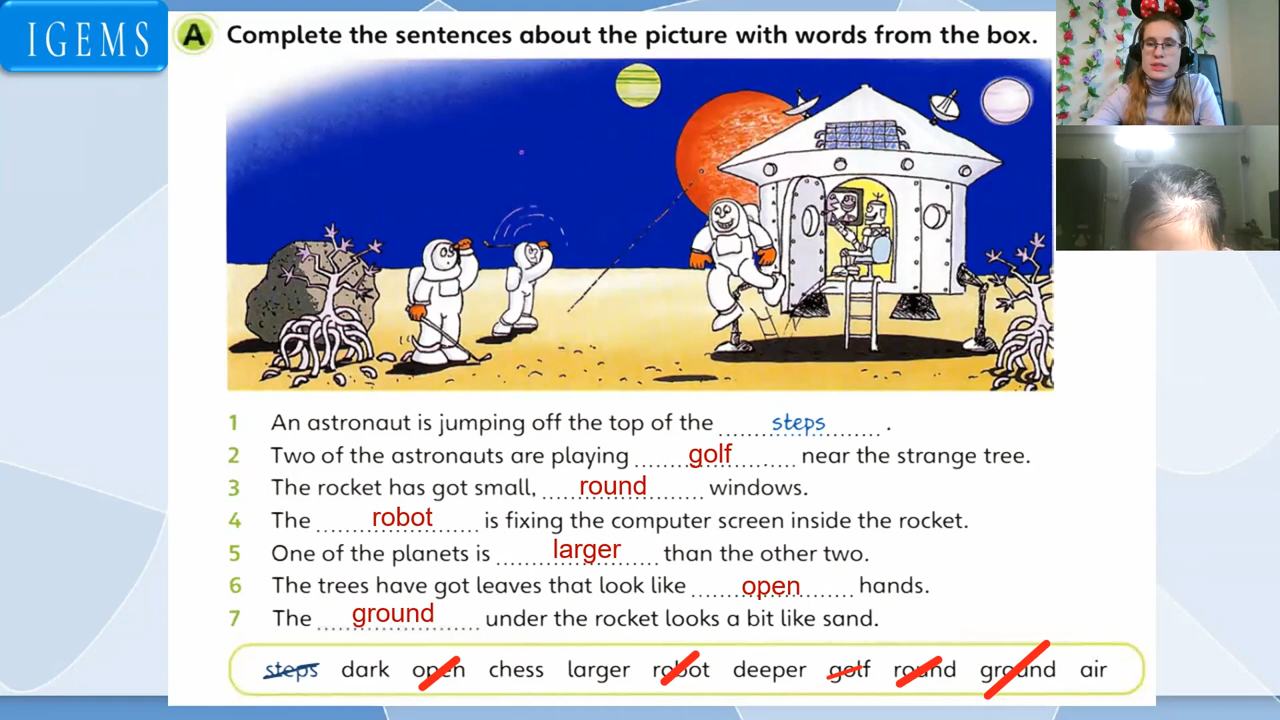 IGEMS
A Complete the sentences about the picture with words from the box.
1 An astronaut is jumping off the top of the steps.
2 Two of the astronauts are playing golf near the strange tree.
3 The rocket has got small, round windows.
4 The robot is fixing the computer screen inside the rocket.
5 One of the planets is larger than the other two.
6 The trees have got leaves that look like open hands.
7 The ground under the rocket looks a bit like sand.
steps dark open chess larger robot deeper golf round ground air